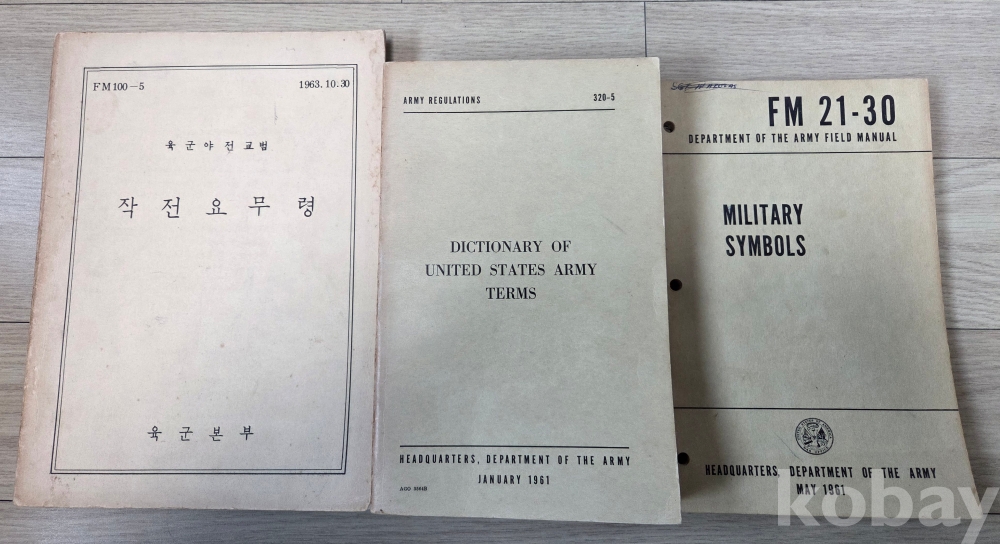 FM 100-5
1963.10.30
육군야전교범
작전요무령
육군본부
ARMY REGULATIONS
320-5
DICTIONARY OF
UNITED STATES ARMY
TERMS
HEADQUARTERS, DEPARTMENT OF THE ARMY
JANUARY 1961
FM 21-30
DEPARTMENT OF THE ARMY FIELD MANUAL
MILITARY
SYMBOLS
HEADQUARTERS, DEPARTMENT OF THE ARMY
MAY 1961
kobay